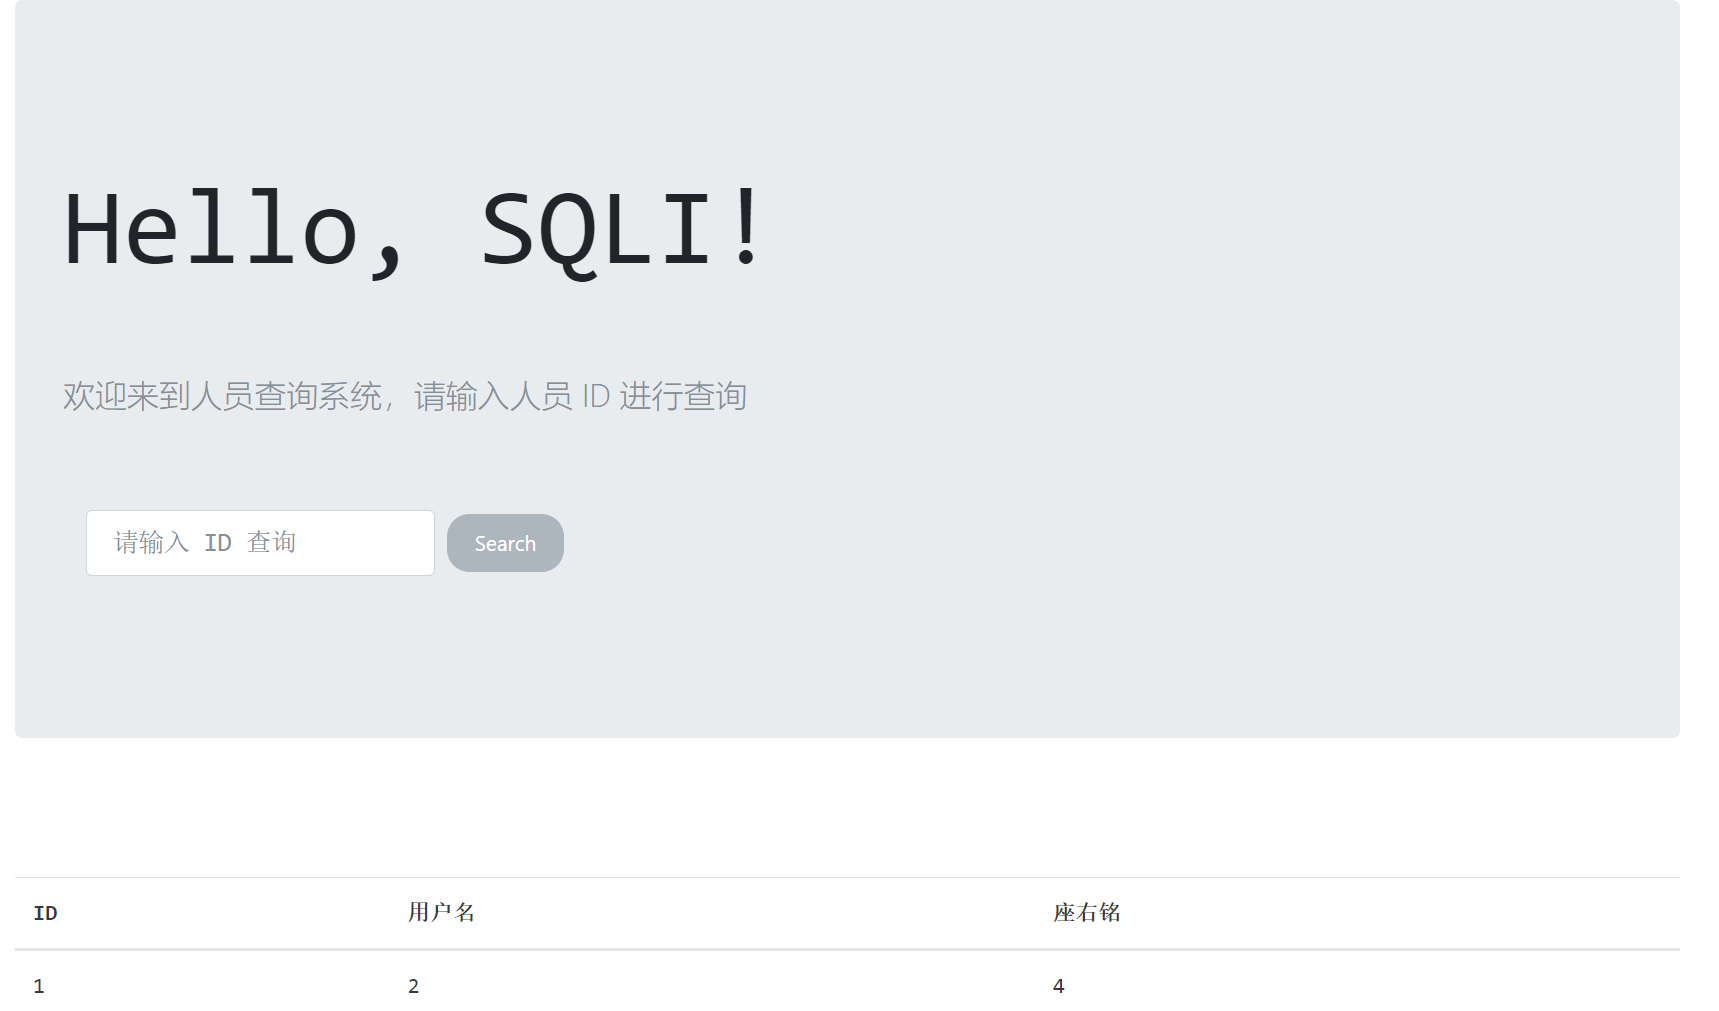 Hello, SQLI!
欢迎来到人员查询系统，请输入人员 ID 进行查询
请输入 ID 查询 Search
ID 用户名 座右铭
1 2 4